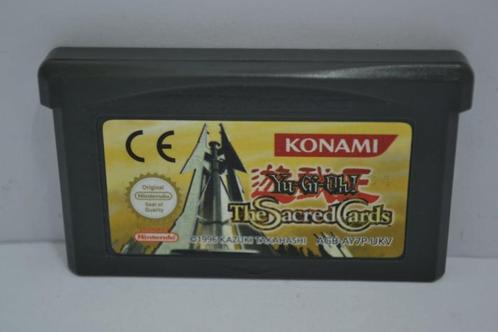 CE
KONAMI
遊戯王
Yu-Gi-Oh!
The Sacred Cards
Original
Nintendo
Seal of
Quality
Nintendo
©1996 KAZUKI TAKAHASHI AGB-AY7P-UKV